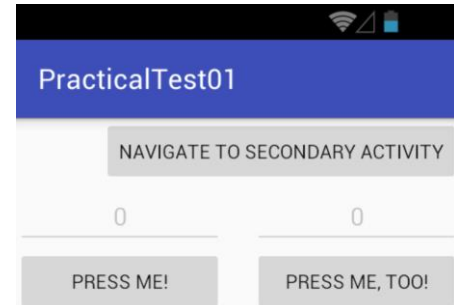 PracticalTest01
NAVIGATE TO SECONDARY ACTIVITY
0 0
PRESS ME! PRESS ME, TOO!